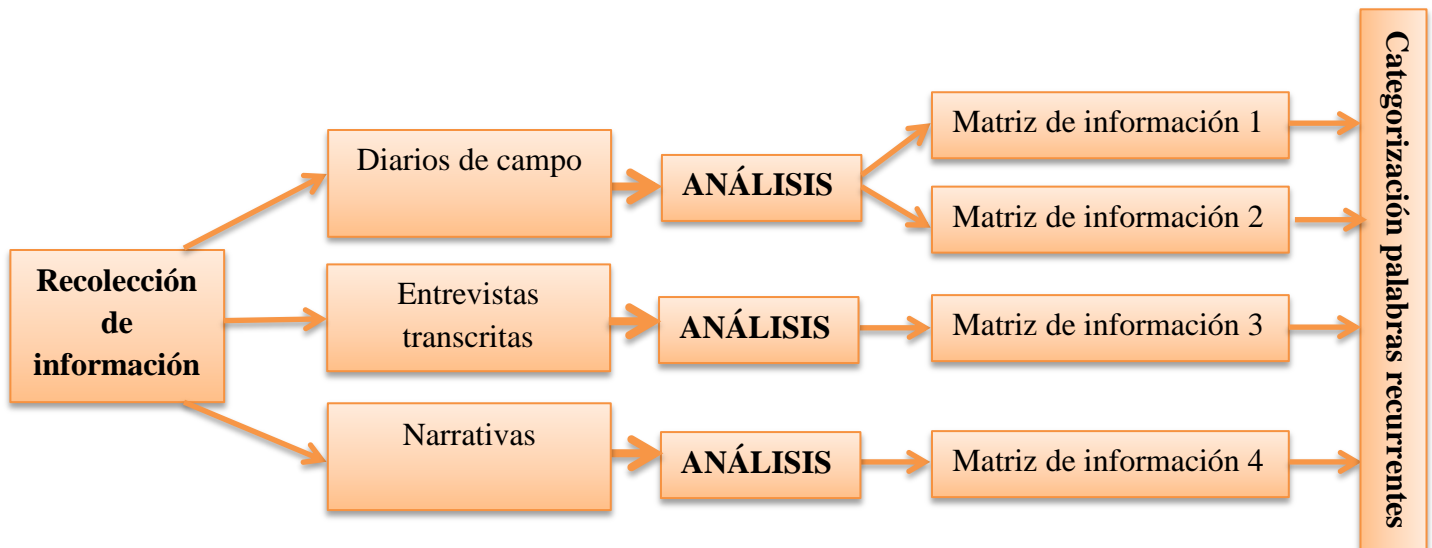 Recolección
de
información
Diarios de campo
ANÁLISIS
Matriz de información 1
Matriz de información 2
Entrevistas
transcritas
ANÁLISIS
Matriz de información 3
Narrativas
ANÁLISIS
Matriz de información 4
Categorización palabras recurrentes